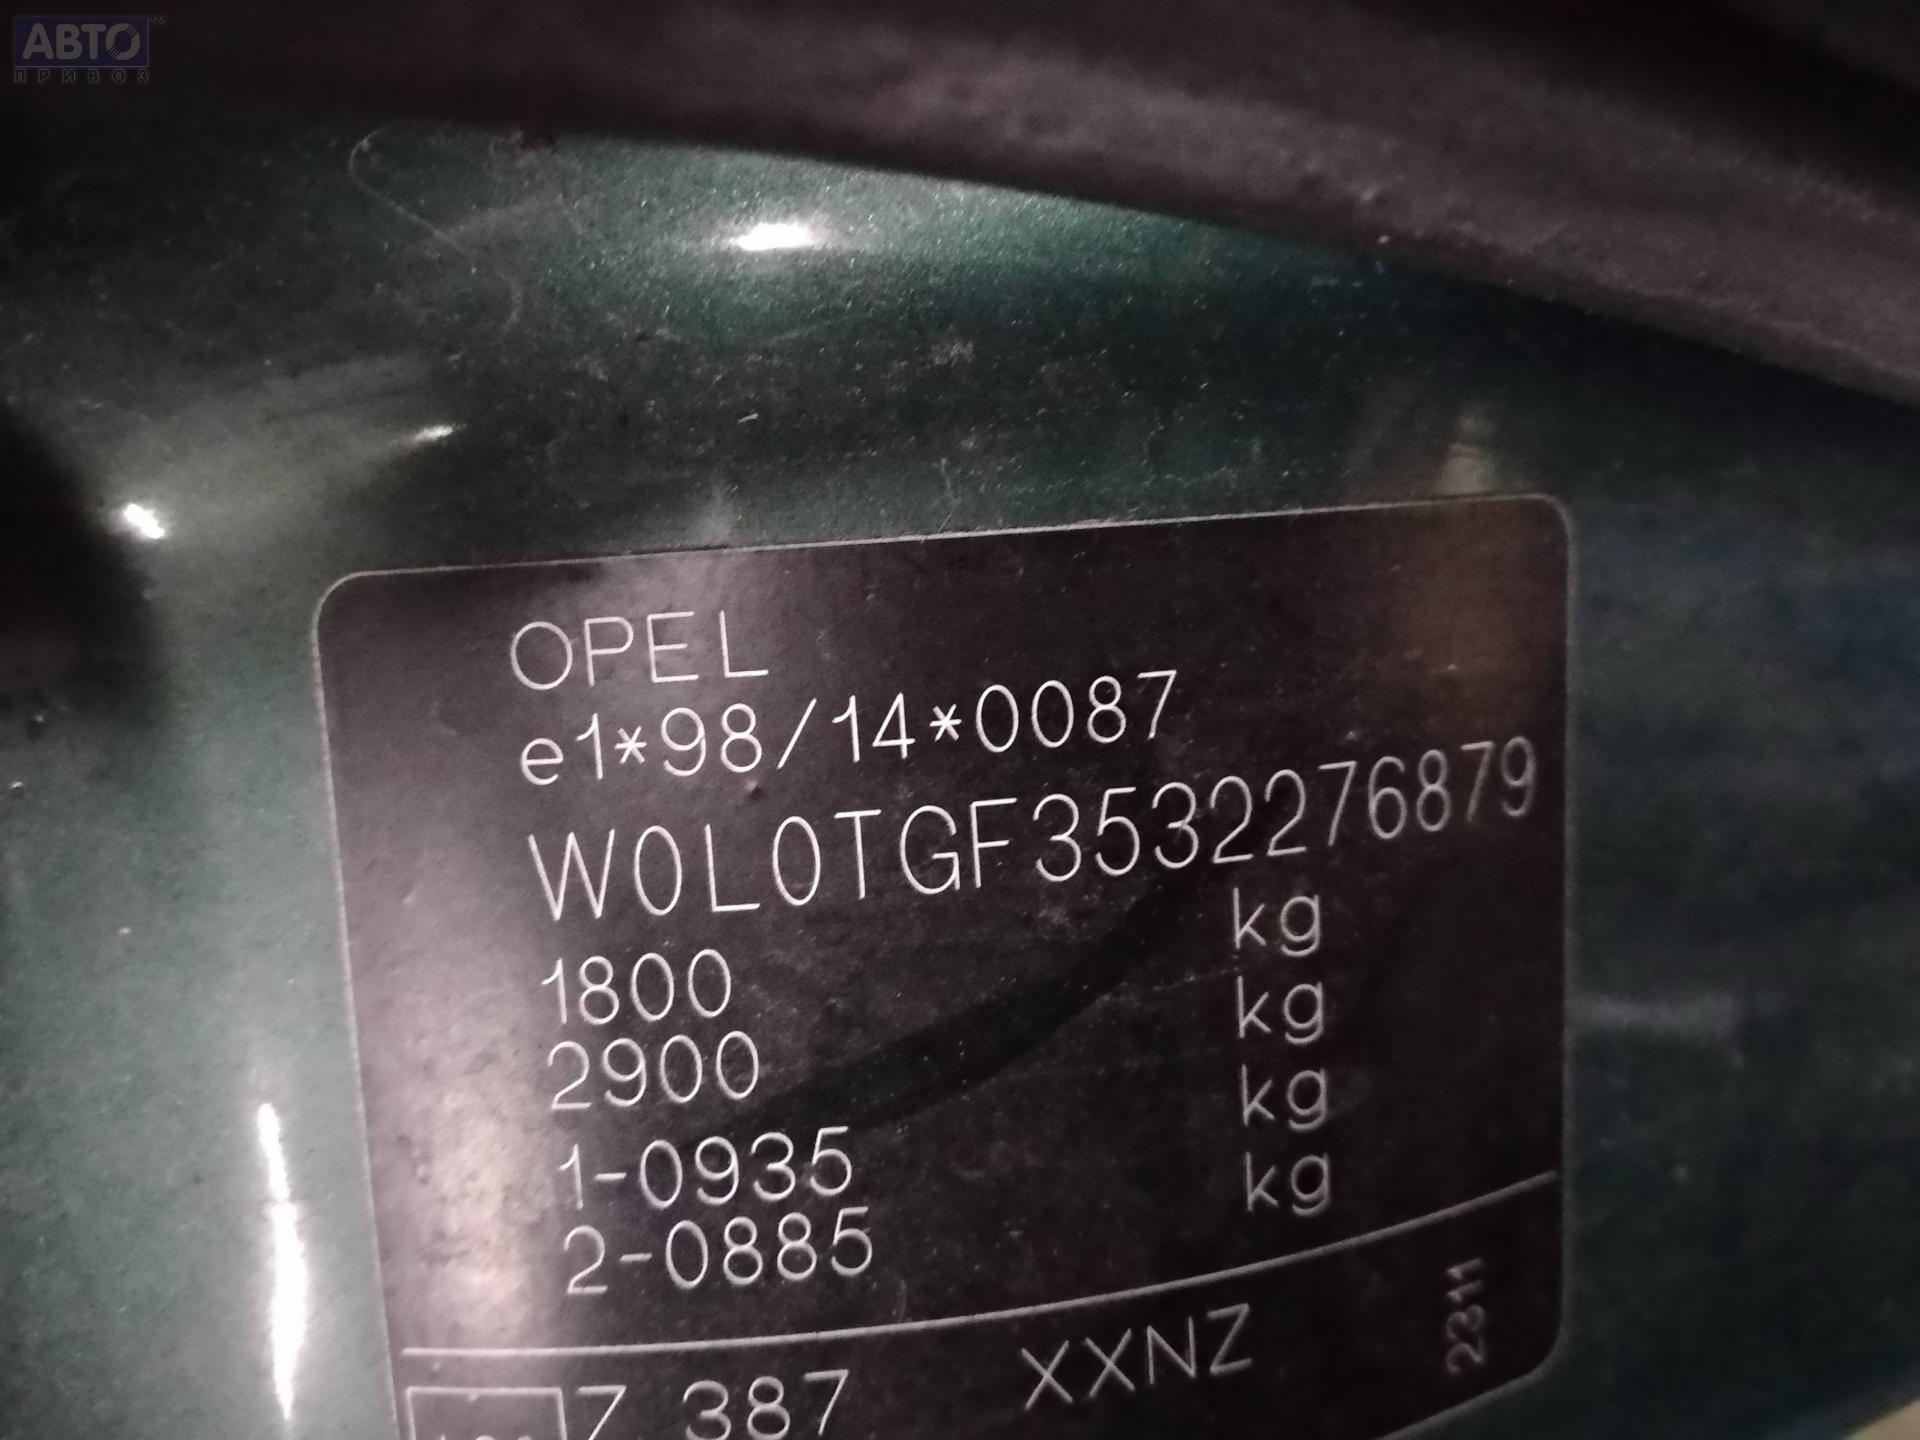 АВТО
ПРИВОЗ
OPEL
e1*98/14*0087
W0L0TGF3532276879
kg
1800 kg
2900 kg
1-0935 kg
2-0885
Z 387 XXNZ 2311